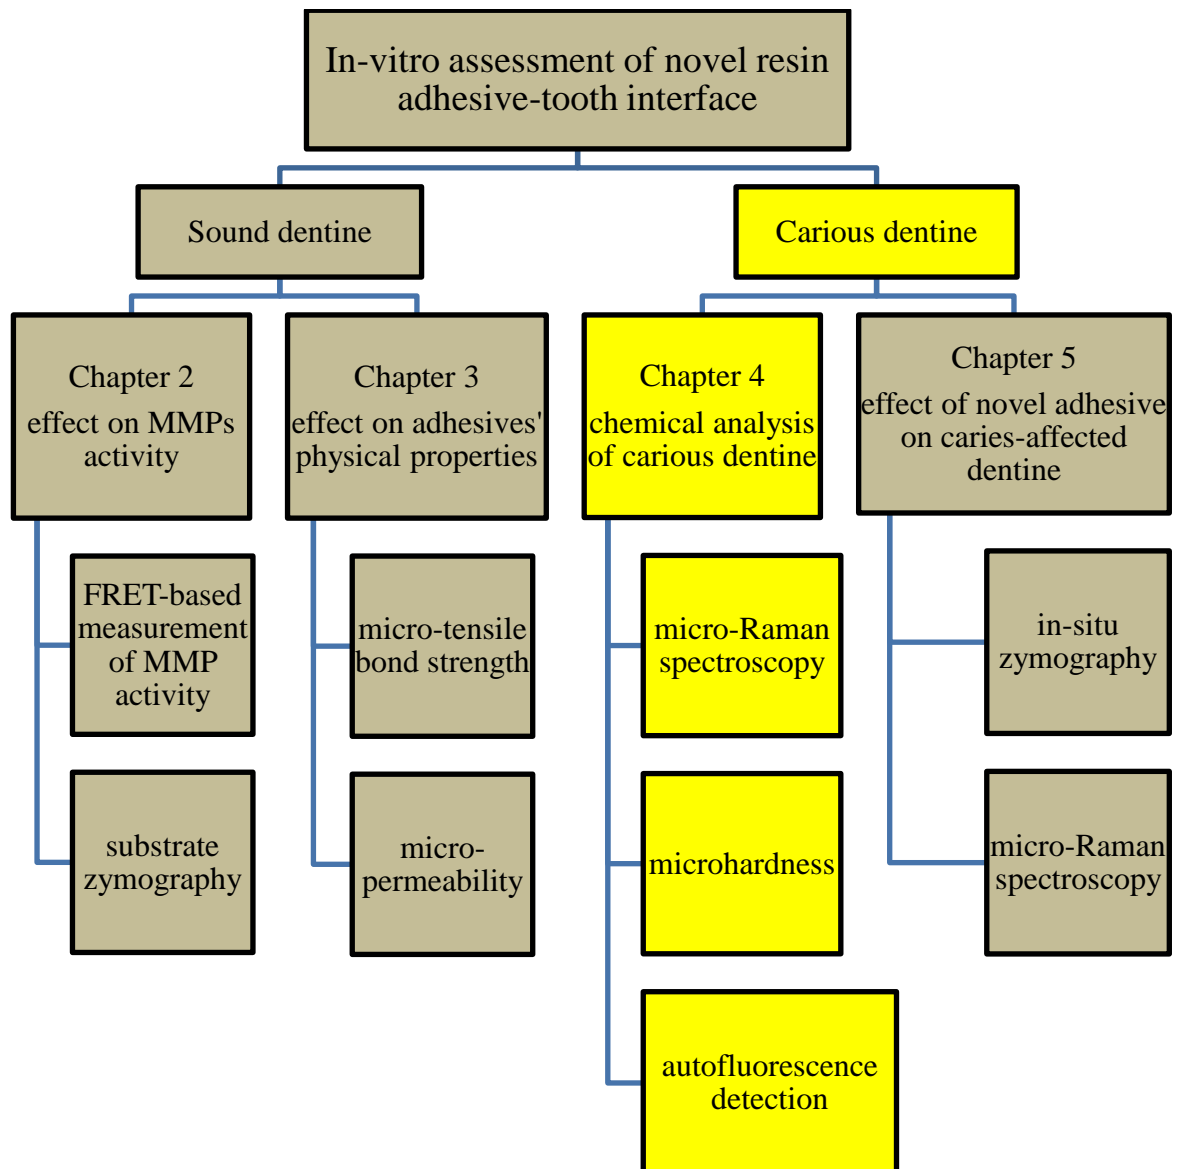 In-vitro assessment of novel resin
adhesive-tooth interface
Sound dentine
Carious dentine
Chapter 2
effect on MMPs
activity
Chapter 3
effect on adhesives'
physical properties
Chapter 4
chemical analysis
of carious dentine
Chapter 5
effect of novel adhesive
on caries-affected
dentine
FRET-based
measurement
of MMP
activity
micro-tensile
bond strength
micro-Raman
spectroscopy
in-situ
zymography
substrate
zymography
micro-
permeability
microhardness
micro-Raman
spectroscopy
autofluorescence
detection